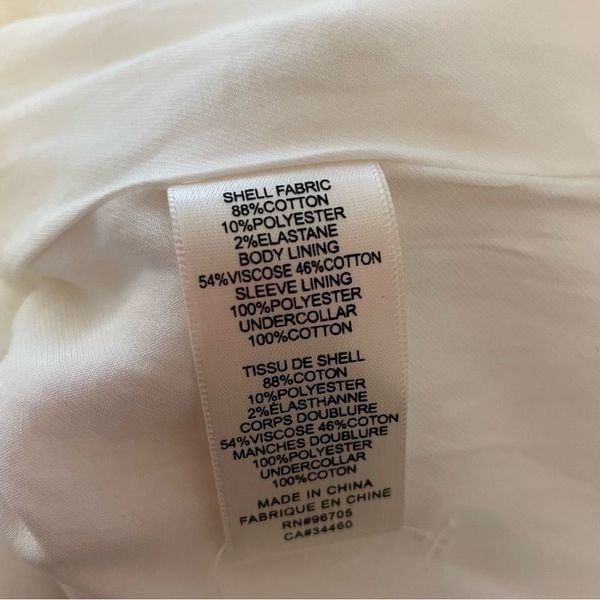 SHELL FABRIC
88%COTTON
10%POLYESTER
2%ELASTANE
BODY LINING
54%VISCOSE 46%COTTON
SLEEVE LINING
100%POLYESTER
UNDERCOLLAR
100%COTTON
TISSU DE SHELL
88%COTON
10%POLYESTER
2%ÉLASTHANNE
CORPS DOUBLURE
54%VISCOSE 46%COTON
MANCHES DOUBLURE
100%POLYESTER
UNDERCOLLAR
100%COTON
MADE IN CHINA
FABRIQUE EN CHINE
RN#96705
CA#34460